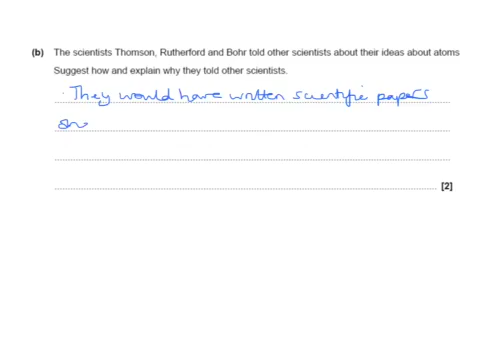 (b) The scientists Thomson, Rutherford and Bohr told other scientists about their ideas about atoms
Suggest how and explain why they told other scientists.
They would have written scientific papers
[2]